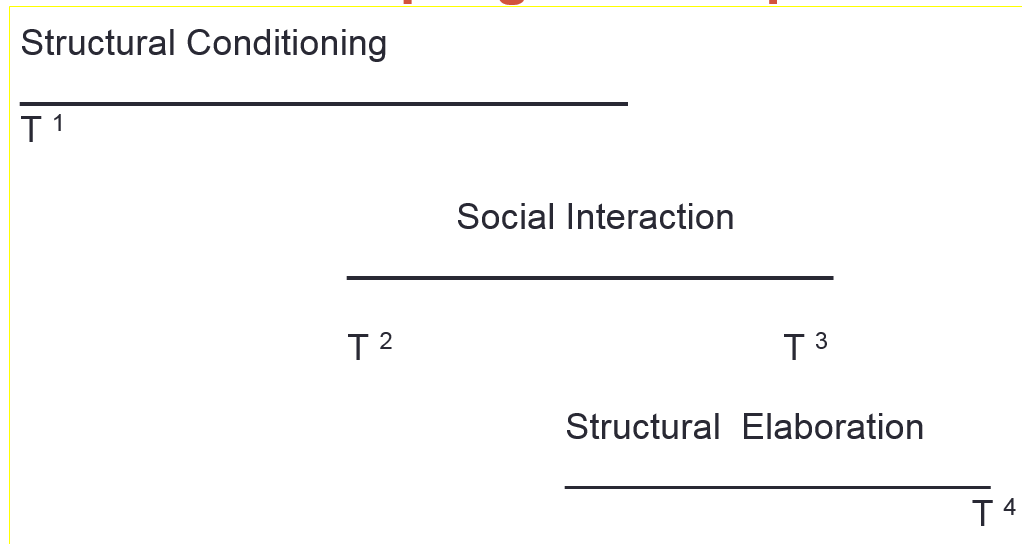 Structural Conditioning
T 1
Social Interaction
T 2 T 3
Structural Elaboration
T 4